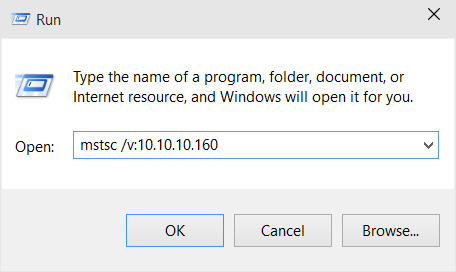 Run
Type the name of a program, folder, document, or
Internet resource, and Windows will open it for you.
Open: mstsc /v:10.10.10.160
OK Cancel Browse...